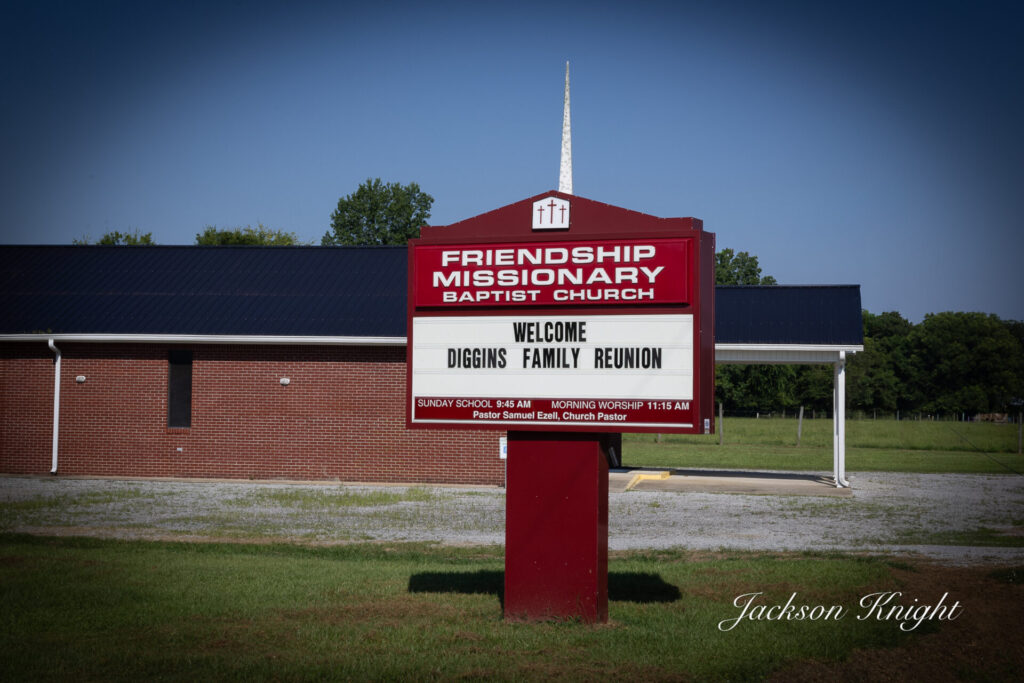 FRIENDSHIP
MISSIONARY
BAPTIST CHURCH
WELCOME
DIGGINS FAMILY REUNION
SUNDAY SCHOOL 9:45 AM MORNING WORSHIP 11:15 AM
Pastor Samuel Ezell, Church Pastor
Jackson Knight